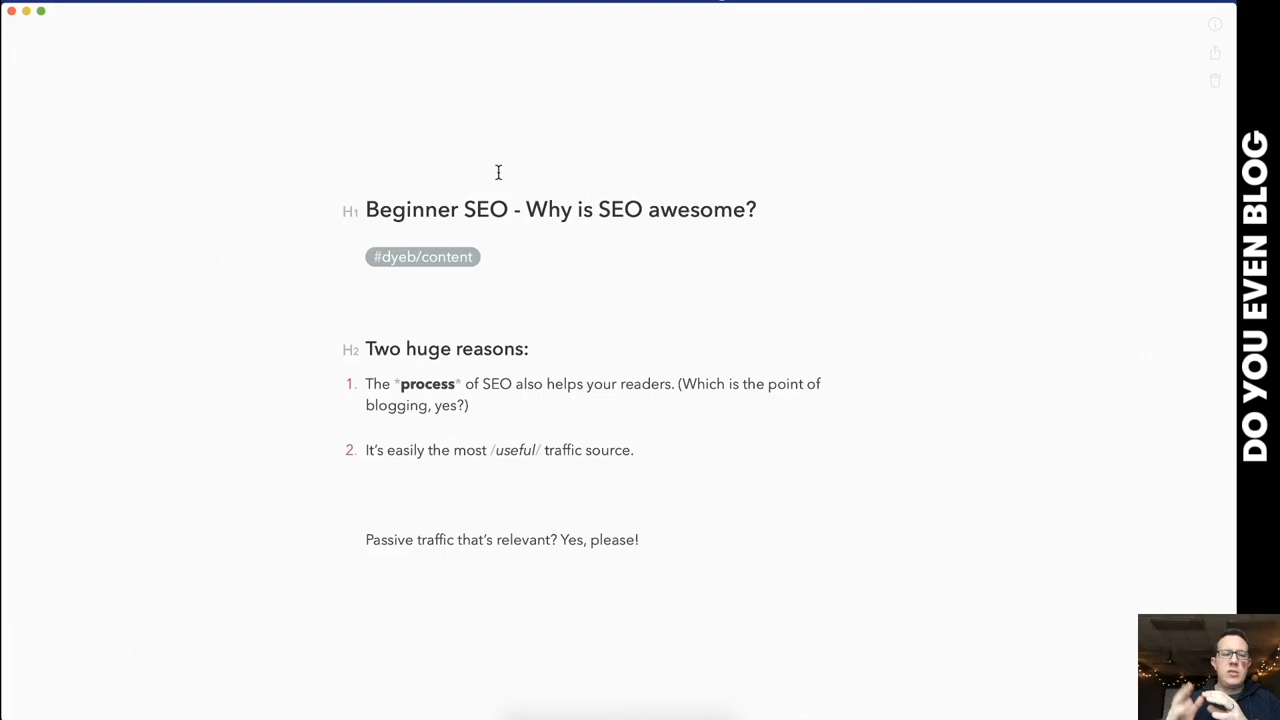 H1 Beginner SEO - Why is SEO awesome?
#dyeb/content
H2 Two huge reasons:
1. The *process* of SEO also helps your readers. (Which is the point of
blogging, yes?)
2. It’s easily the most /useful/ traffic source.
Passive traffic that’s relevant? Yes, please!
DO YOU EVEN BLOG